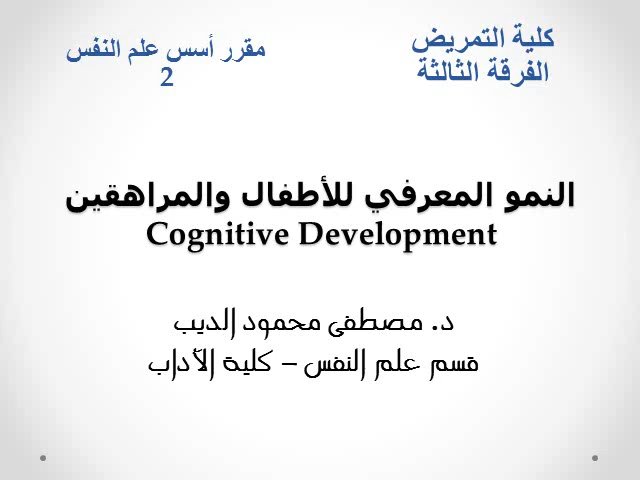 كلية التمريض
الفرقة الثالثة
مقرر أسس علم النفس
2
النمو المعرفي للأطفال والمراهقين
Cognitive Development
د. مصطفى محمود الديب
قسم علم النفس – كلية الآداب